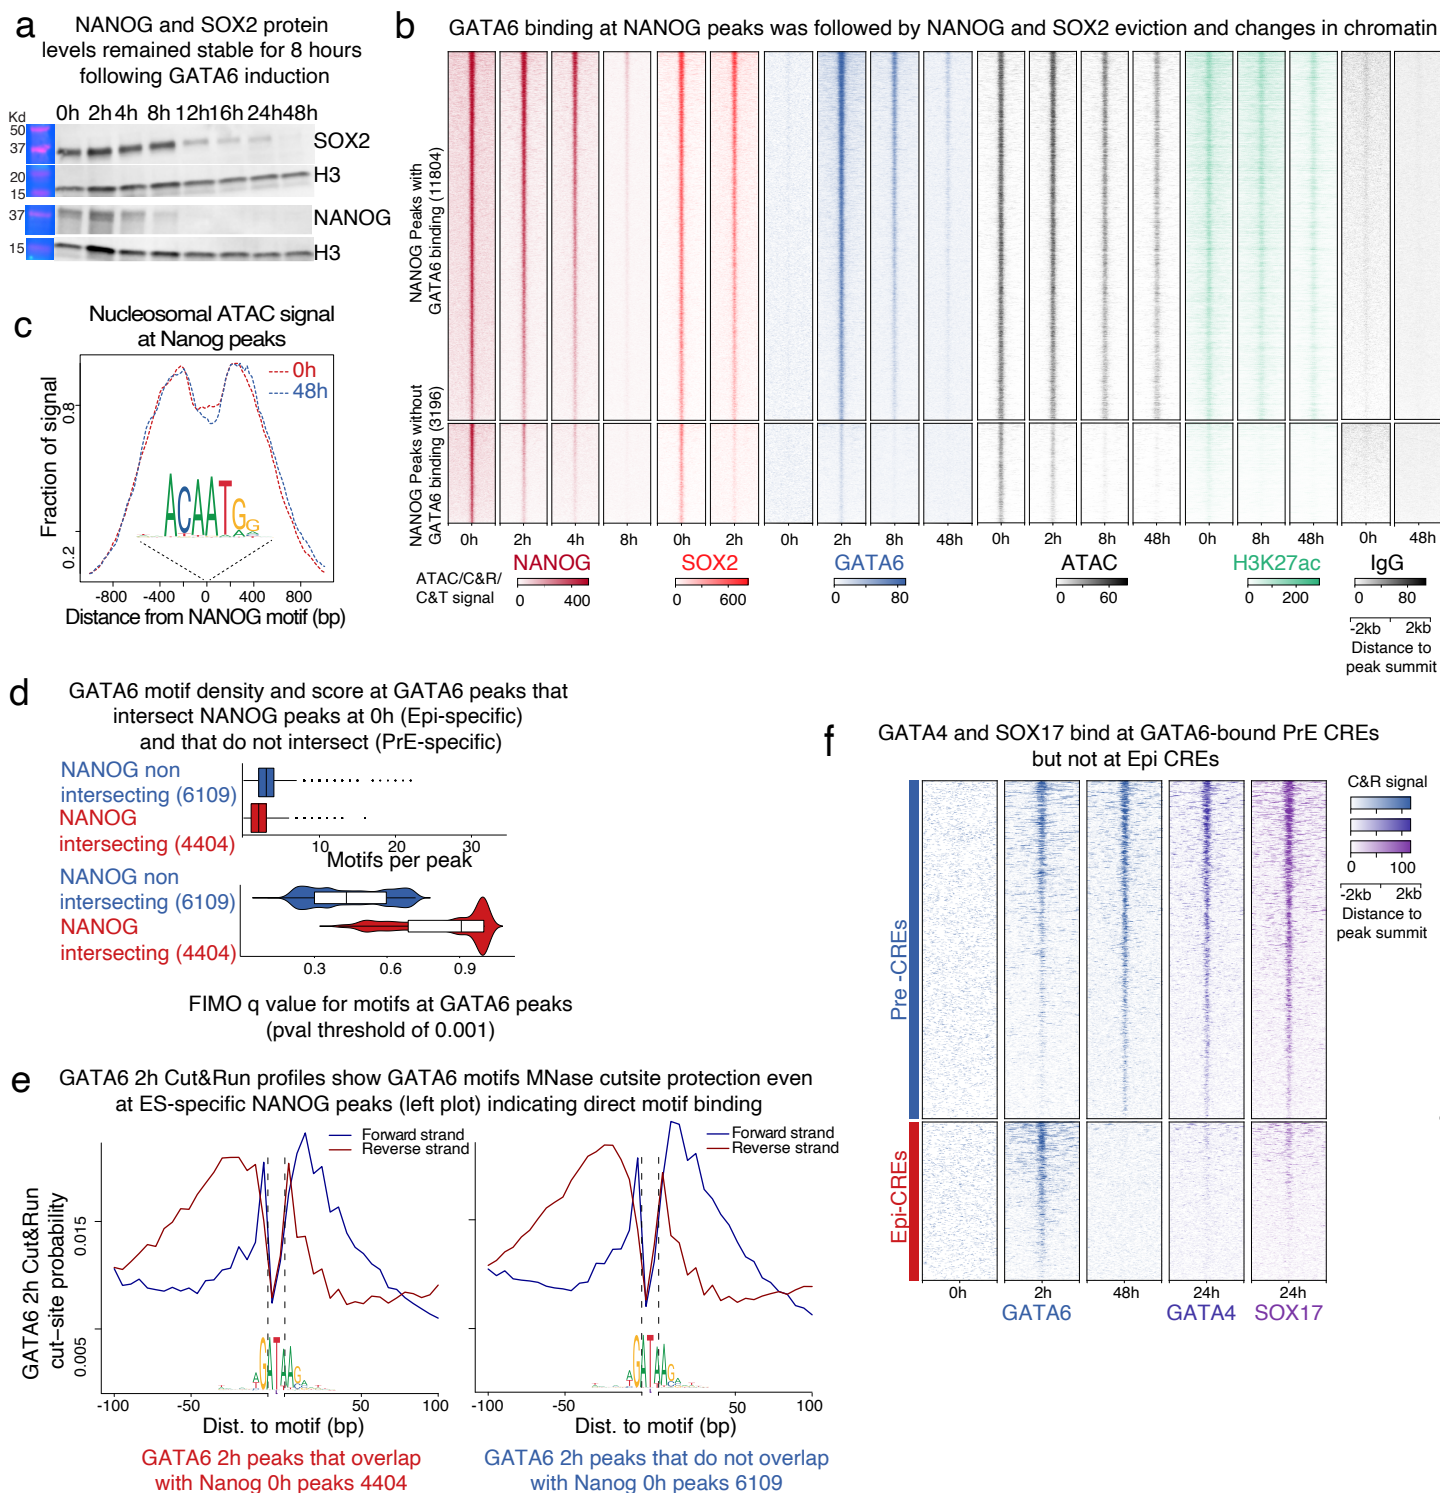 a
NANOG and SOX2 protein
levels remained stable for 8 hours
following GATA6 induction
Kd
0h 2h 4h 8h 12h 16h 24h 48h
50
37
SOX2
20
15
H3
37
NANOG
15
H3
b
GATA6 binding at NANOG peaks was followed by NANOG and SOX2 eviction and changes in chromatin
NANOG Peaks with
GATA6 binding (11804)
NANOG Peaks without
GATA6 binding (3196)
0h 2h 4h 8h 0h 2h 0h 2h 8h 48h 0h 2h 8h 48h 0h 8h 48h 0h 48h
NANOG SOX2 GATA6 ATAC H3K27ac IgG
ATAC/C&R/
C&T signal
0 400 0 600 0 80 0 60 0 200 0 80
-2kb 2kb
Distance to
peak summit
c
Nucleosomal ATAC signal
at Nanog peaks
0h
48h
Fraction of signal
0.8
0.2
ACAATGG
-800 -400 0 400 800
Distance from NANOG motif (bp)
d
GATA6 motif density and score at GATA6 peaks that
intersect NANOG peaks at 0h (Epi-specific)
and that do not intersect (PrE-specific)
NANOG non
intersecting (6109)
NANOG
intersecting (4404)
10 20 30
Motifs per peak
NANOG non
intersecting (6109)
NANOG
intersecting (4404)
0.3 0.6 0.9
FIMO q value for motifs at GATA6 peaks
(pval threshold of 0.001)
e
GATA6 2h Cut&Run profiles show GATA6 motifs MNase cutsite protection even
at ES-specific NANOG peaks (left plot) indicating direct motif binding
Forward strand
Reverse strand
Forward strand
Reverse strand
GATA6 2h Cut&Run
cut-site probability
0.015
0.005
AGATAAGA
AGATAAGA
-100 -50 50 100
-100 -50 50 100
Dist. to motif (bp)
Dist. to motif (bp)
GATA6 2h peaks that overlap
with Nanog 0h peaks 4404
GATA6 2h peaks that do not overlap
with Nanog 0h peaks 6109
f
GATA4 and SOX17 bind at GATA6-bound PrE CREs
but not at Epi CREs
C&R signal
0 100
-2kb 2kb
Distance to
peak summit
Pre -CREs
Epi-CREs
0h 2h 48h 24h 24h
GATA6 GATA4 SOX17